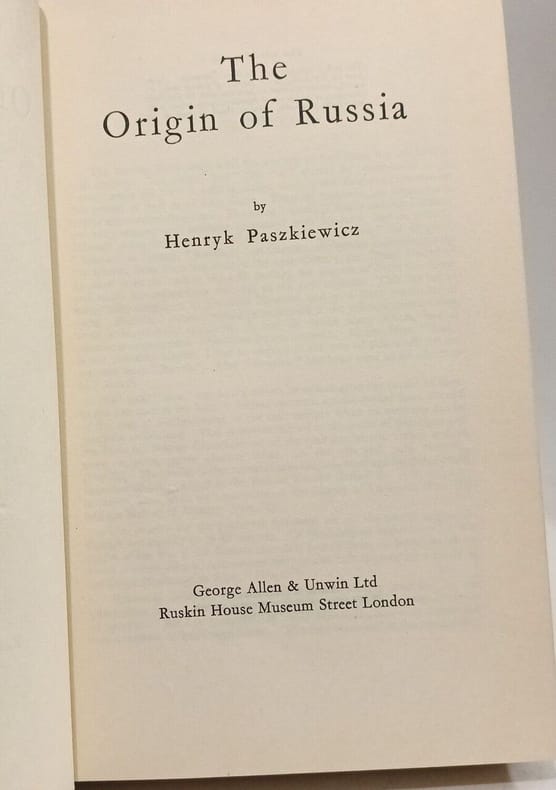 The
Origin of Russia
by
Henryk Paszkiewicz
George Allen & Unwin Ltd
Ruskin House Museum Street London